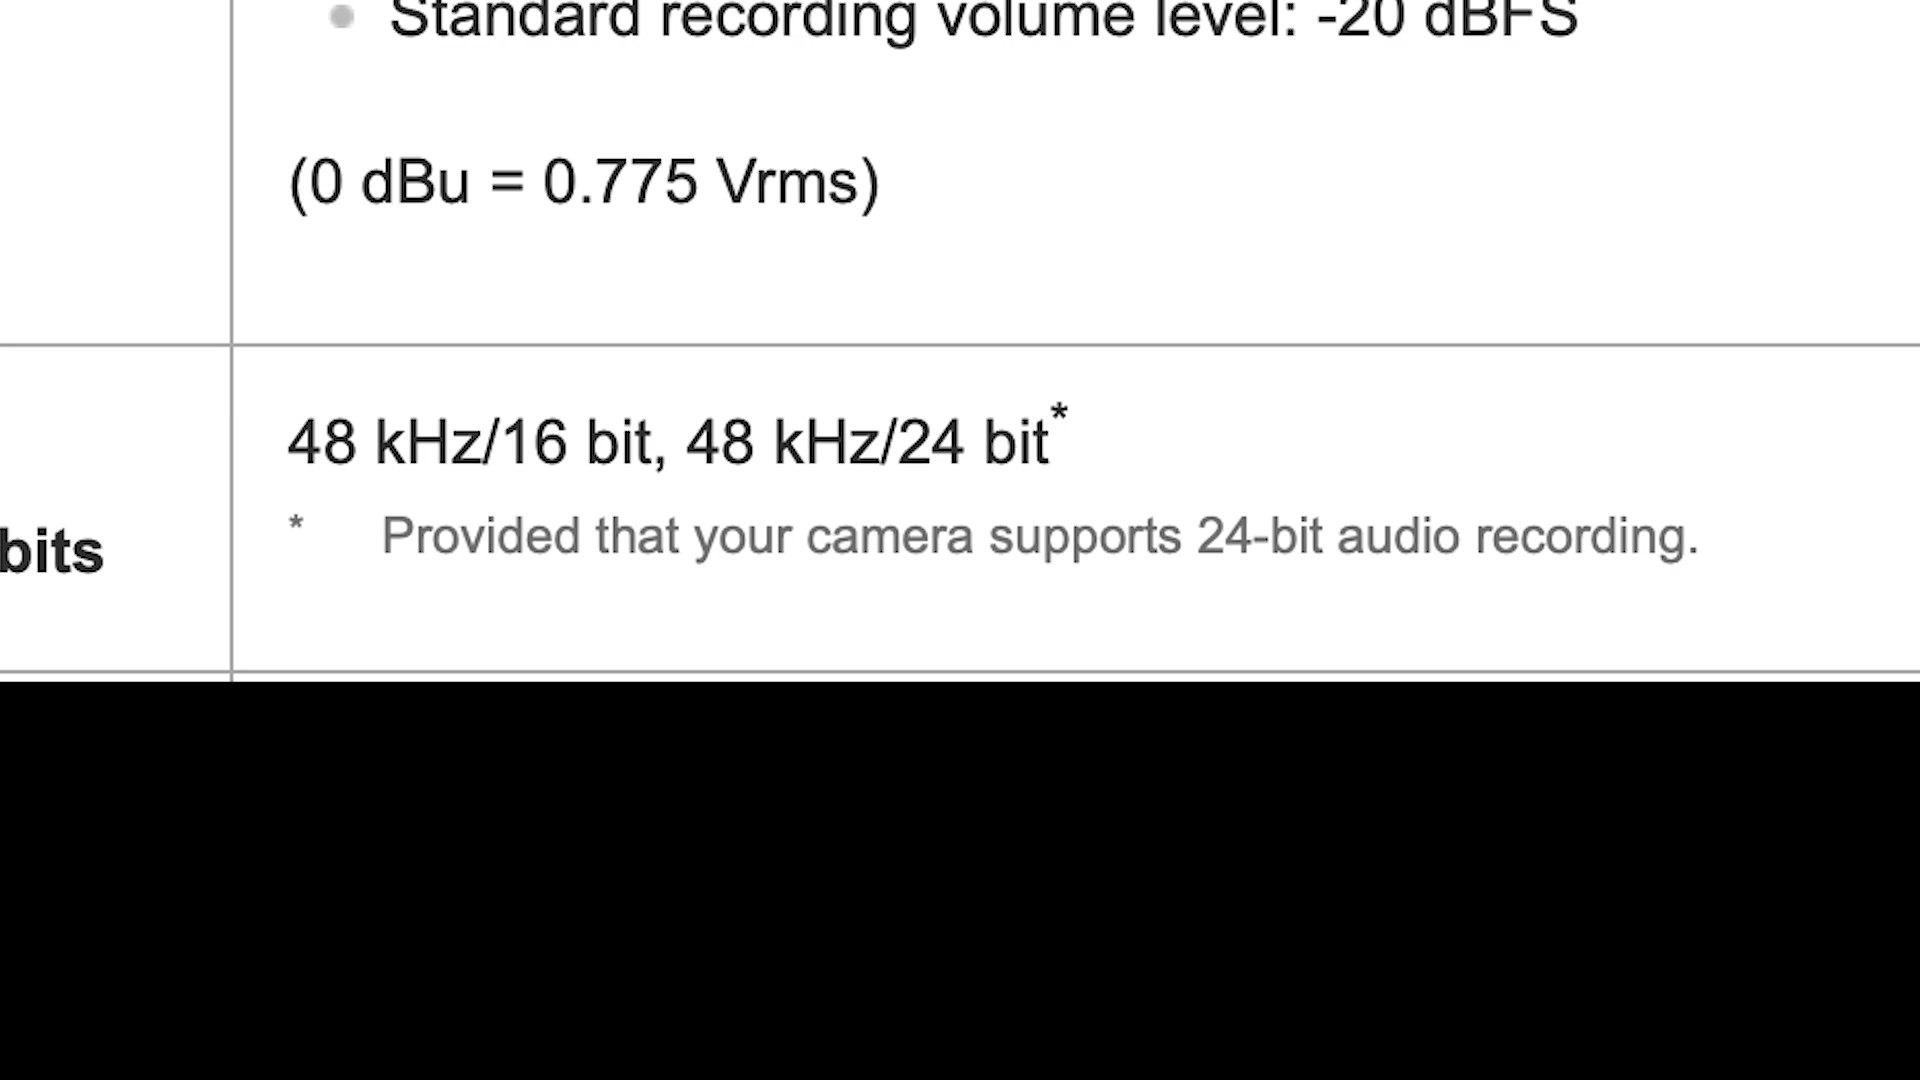 Standard recording volume level: -20 dBFS
(0 dBu = 0.775 Vrms)
48 kHz/16 bit, 48 kHz/24 bit*
* Provided that your camera supports 24-bit audio recording.
bits